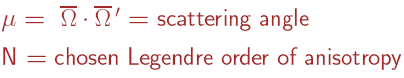 μ = Ω̅ · Ω̅ ′ = scattering angle
N = chosen Legendre order of anisotropy